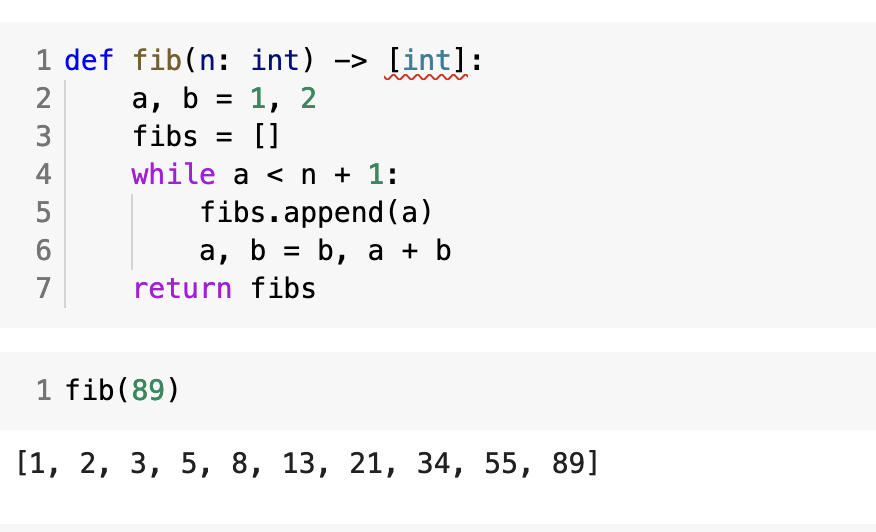 1 def fib(n: int) -> [int]:
2     a, b = 1, 2
3     fibs = []
4     while a < n + 1:
5         fibs.append(a)
6         a, b = b, a + b
7     return fibs
1 fib(89)
[1, 2, 3, 5, 8, 13, 21, 34, 55, 89]